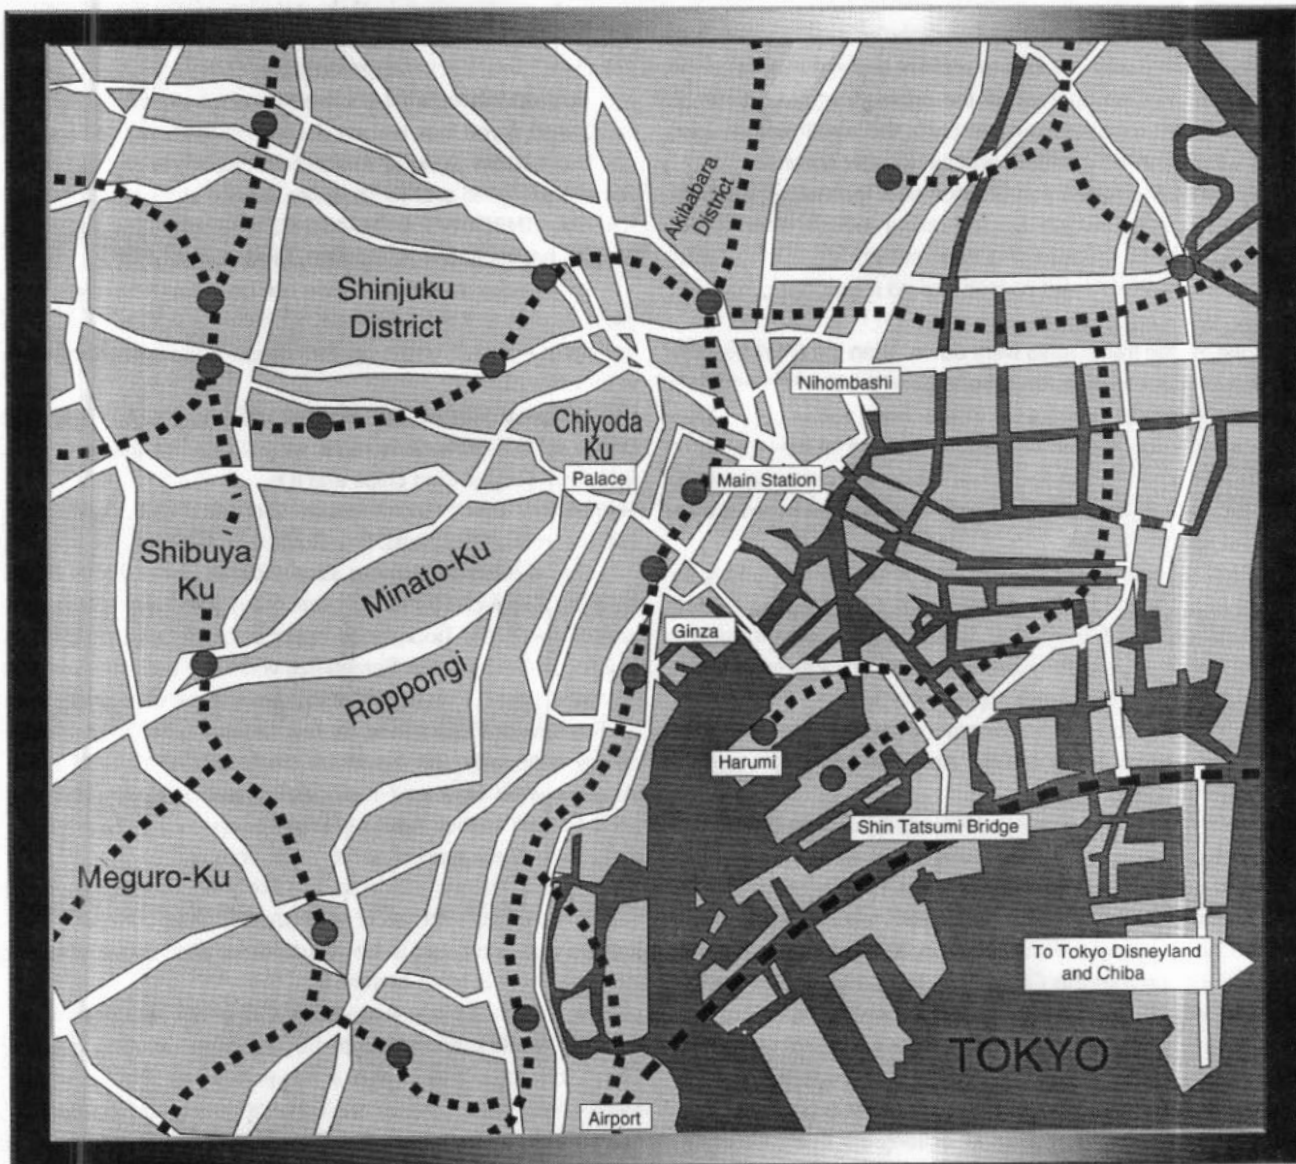 Akihabara
District
Shinjuku
District
Nihombashi
Chiyoda
Ku
Palace
Main Station
Shibuya
Ku
Minato-Ku
Ginza
Roppongi
Harumi
Shin Tatsumi Bridge
Meguro-Ku
To Tokyo Disneyland
and Chiba
TOKYO
Airport